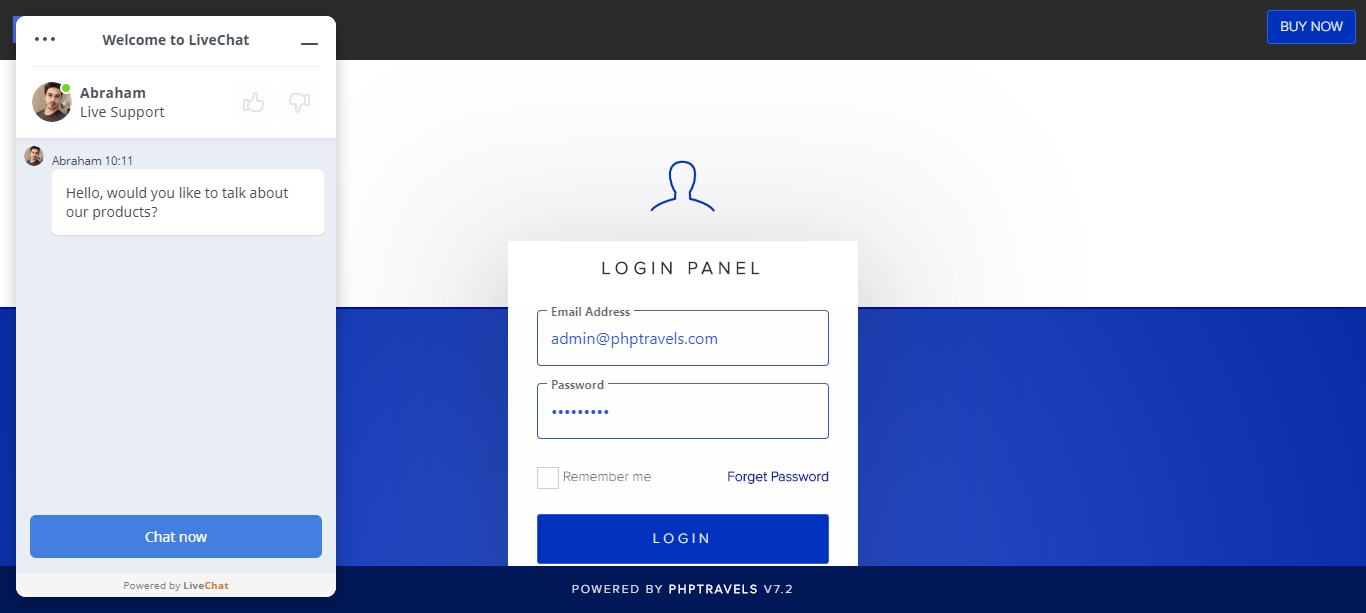 Welcome to LiveChat
Abraham
Live Support
Abraham 10:11
Hello, would you like to talk about
our products?
Chat now
Powered by LiveChat
BUY NOW
LOGIN PANEL
Email Address
admin@phptravels.com
Password
•••••••••
Remember me
Forget Password
LOGIN
POWERED BY PHPTRAVELS V7.2